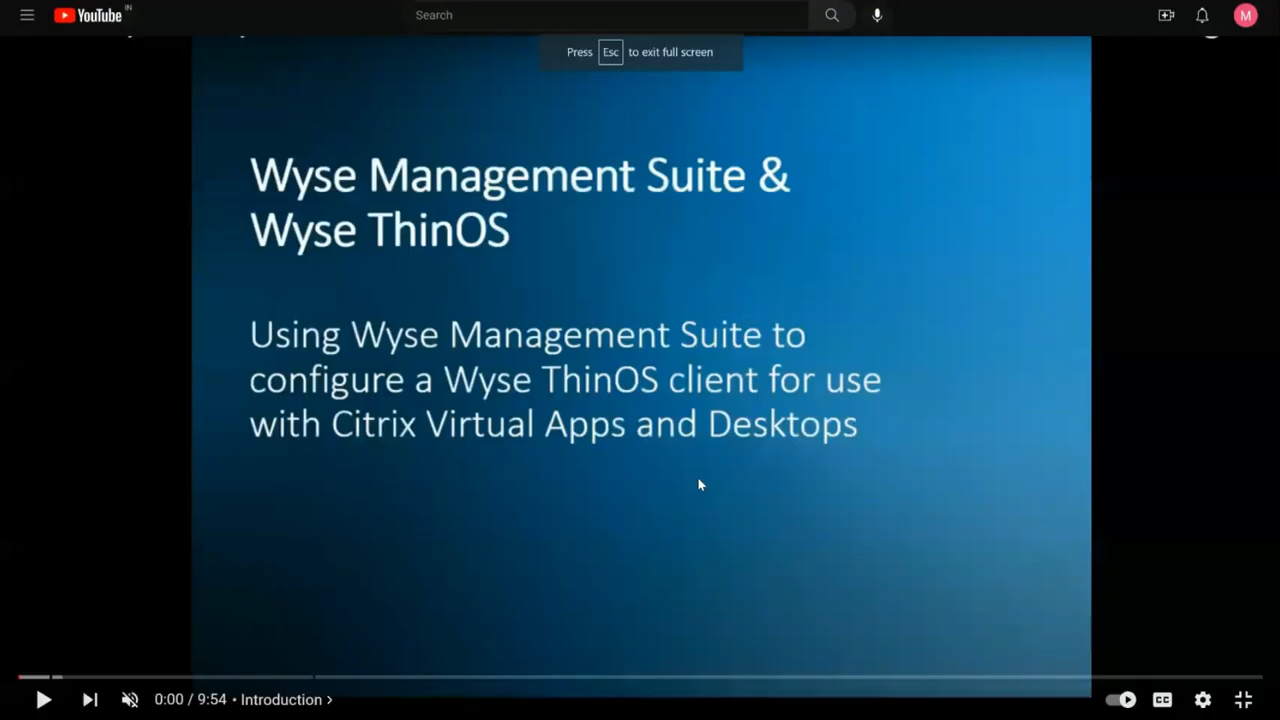 YouTube IN
Search
M
Press Esc to exit full screen
Wyse Management Suite &
Wyse ThinOS
Using Wyse Management Suite to
configure a Wyse ThinOS client for use
with Citrix Virtual Apps and Desktops
0:00 / 9:54 • Introduction >
CC